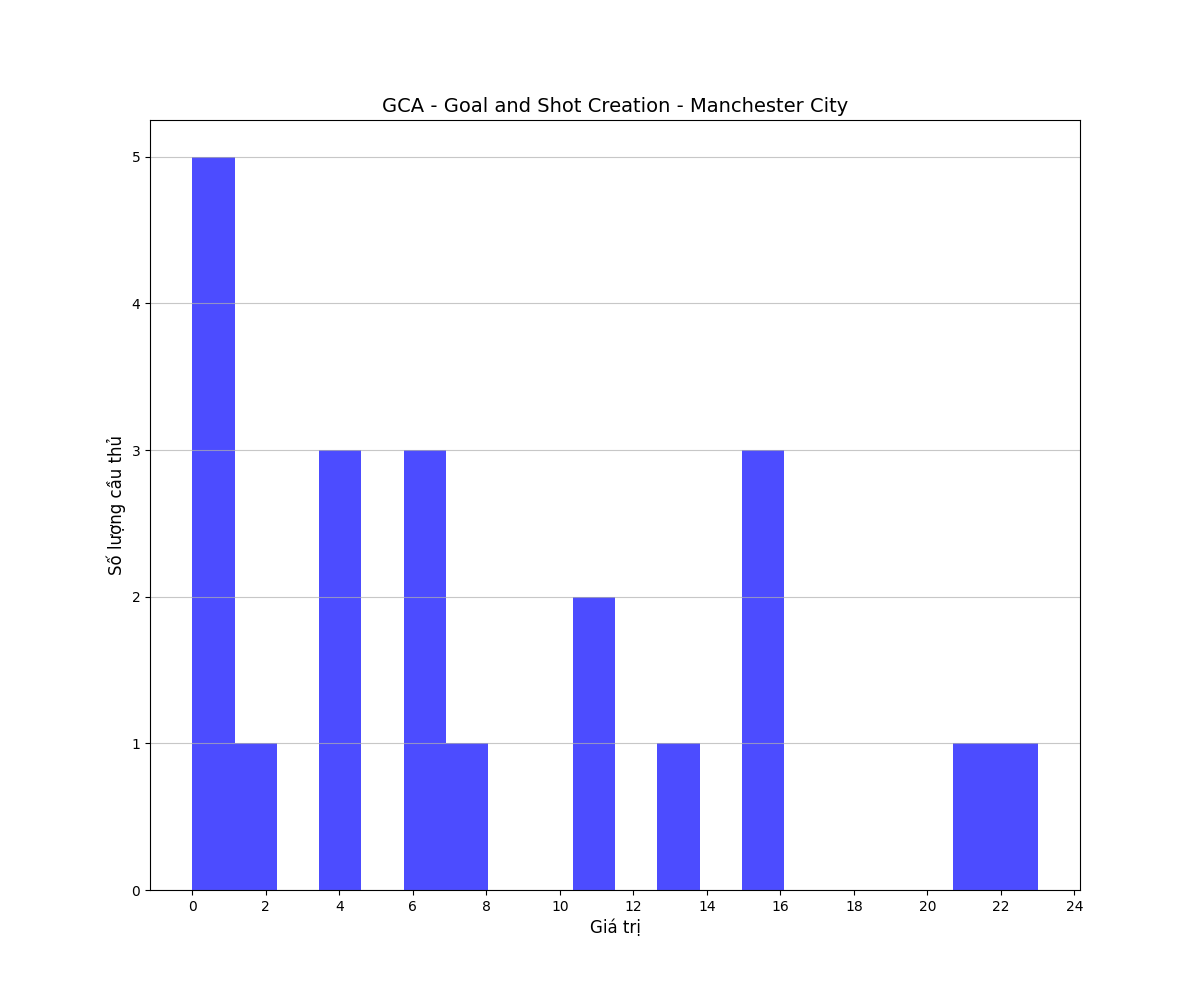 GCA - Goal and Shot Creation - Manchester City
Số lượng cầu thủ
5
4
3
2
1
0
0 2 4 6 8 10 12 14 16 18 20 22 24
Giá trị